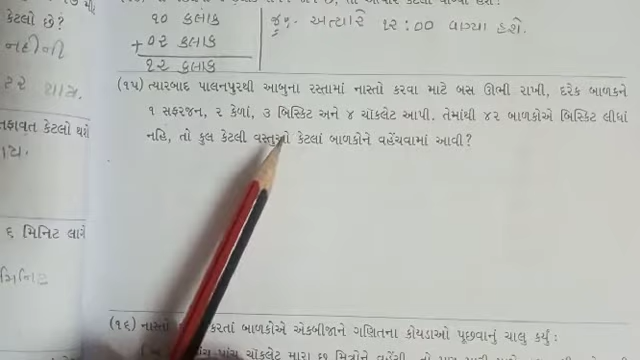 કેટલો છે?
૧૦ કલાક
+ ૦૨ કલાક
૧૨ કલાક
અત્યારે ૧૨:૦૦ વાગ્યા હશે.
(૧૫) ત્યારબાદ પાલનપુરથી આબુના રસ્તામાં નાસ્તો કરવા માટે બસ ઊભી રાખી, દરેક બાળકને
૧ સફરજન, ૨ કેળાં, ૩ બિસ્કિટ અને ૪ ચૉકલેટ આપી. તેમાંથી ૪૨ બાળકોએ બિસ્કિટ લીધાં
નહિ, તો કુલ કેટલી વસ્તુઓ કેટલાં બાળકોને વહેંચવામાં આવી?
તફાવત કેટલો થશે
૬ મિનિટ લાગે
મિનિટ
(૧૬) નાસ્તો કરતાં બાળકોએ એકબીજાને ગણિતના કોયડાઓ પૂછવાનું ચાલુ કર્યું :